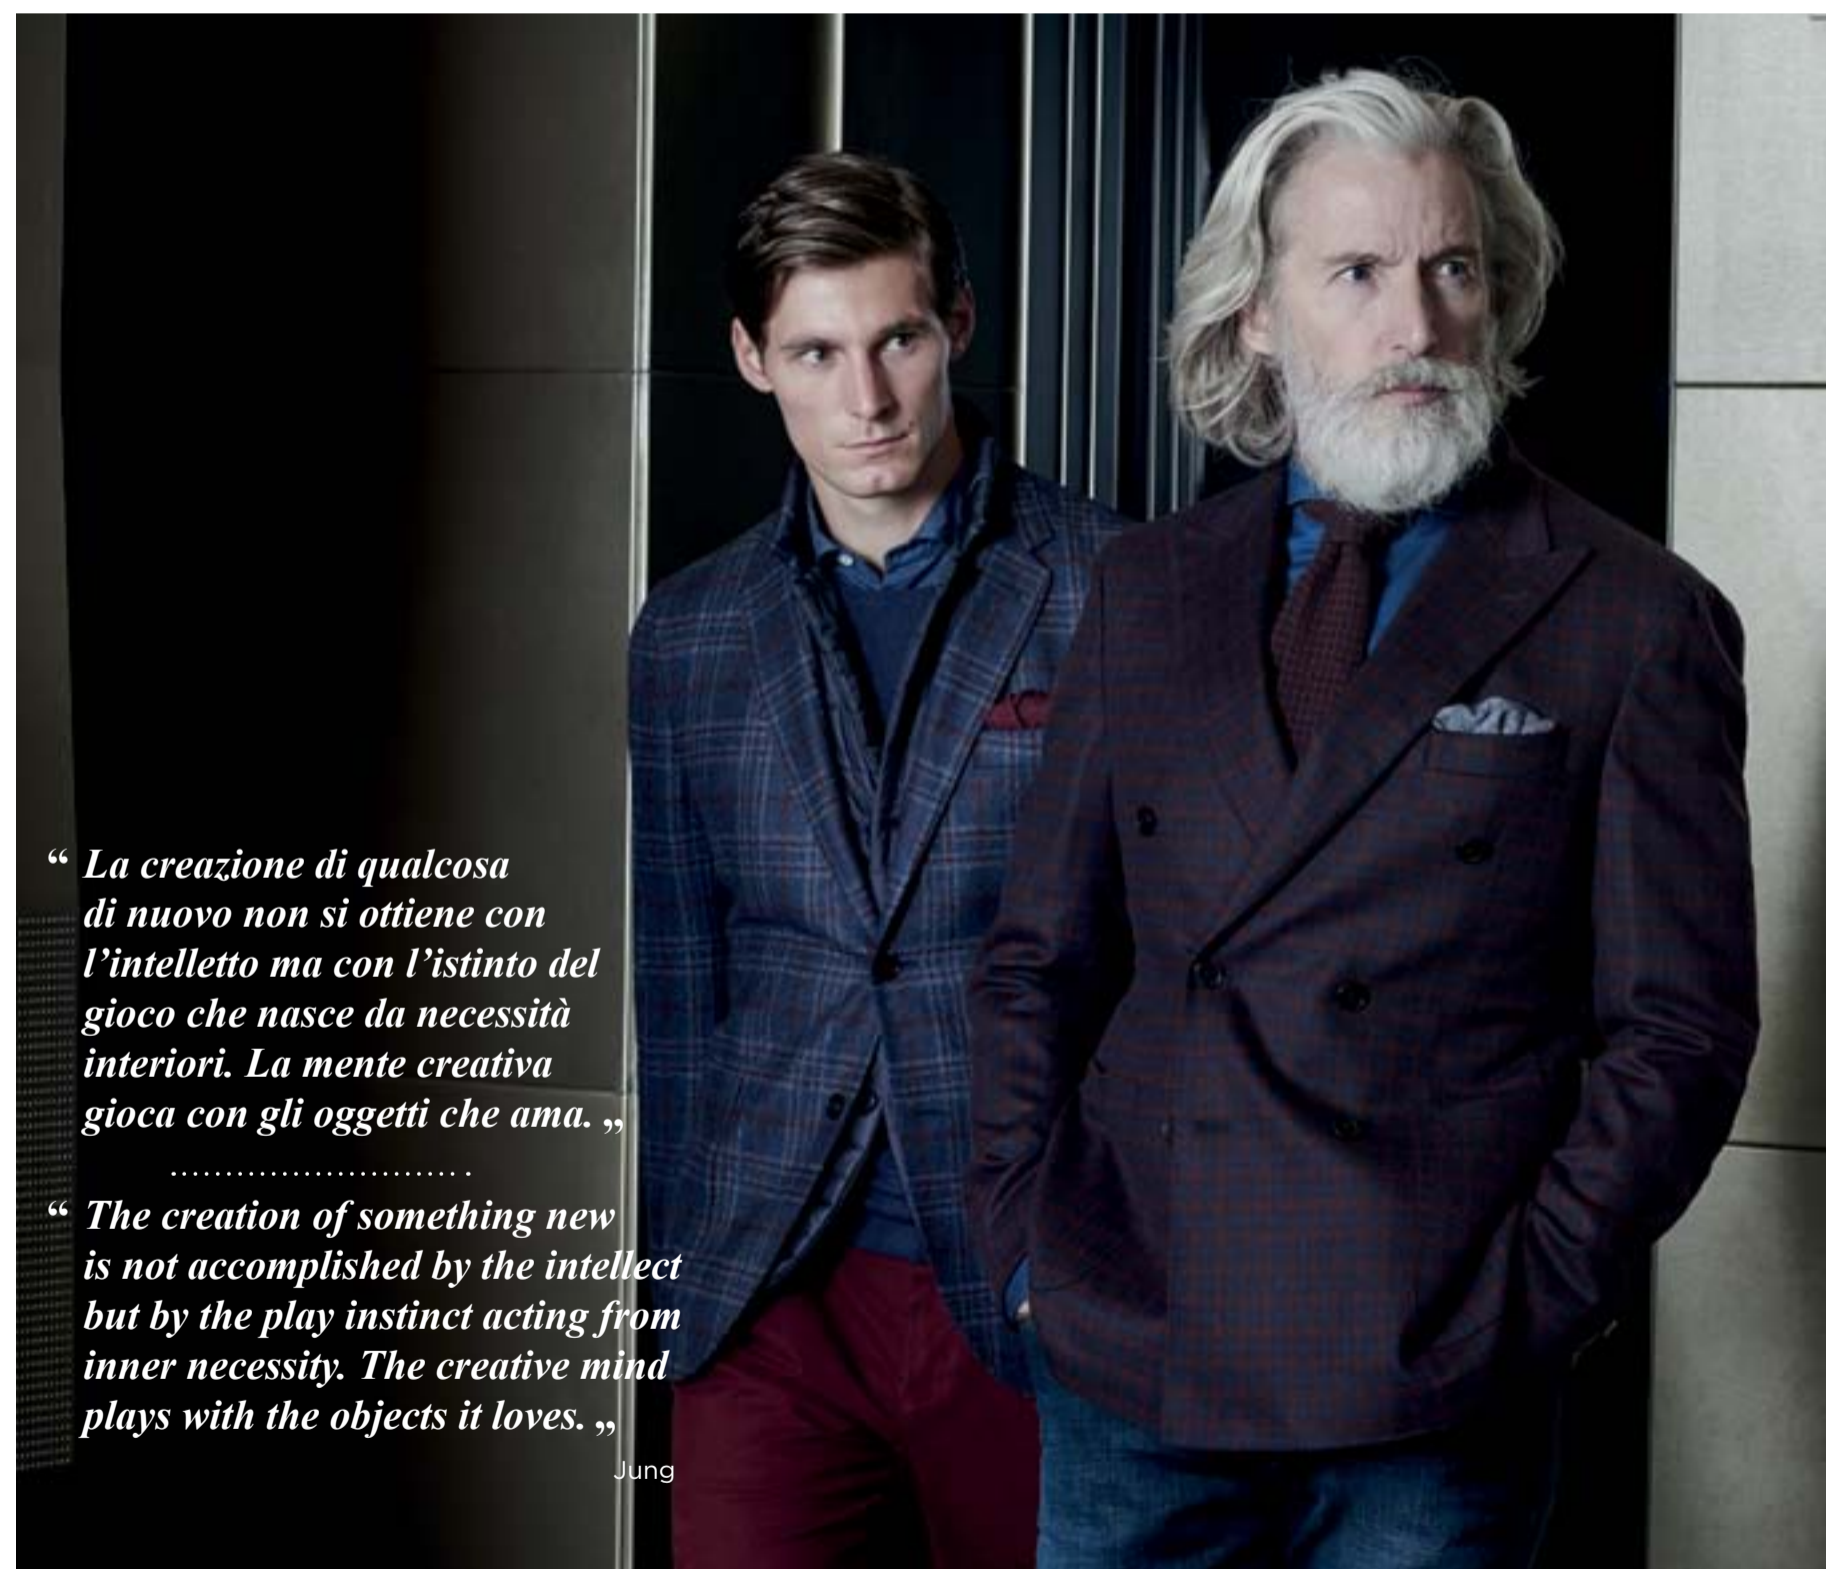 “ La creazione di qualcosa
di nuovo non si ottiene con
l’intelletto ma con l’istinto del
gioco che nasce da necessità
interiori. La mente creativa
gioca con gli oggetti che ama. „
...........................
“ The creation of something new
is not accomplished by the intellect
but by the play instinct acting from
inner necessity. The creative mind
plays with the objects it loves. „
Jung